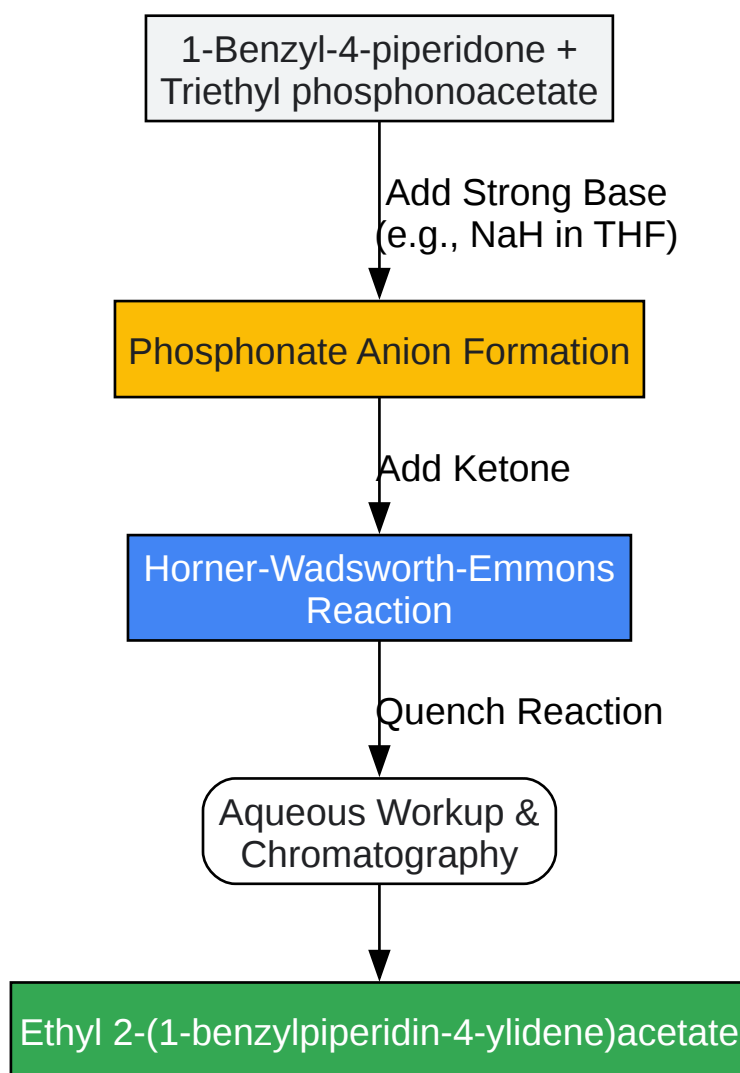 1-Benzyl-4-piperidone +
Triethyl phosphonoacetate
Add Strong Base
(e.g., NaH in THF)
Phosphonate Anion Formation
Add Ketone
Horner-Wadsworth-Emmons
Reaction
Quench Reaction
Aqueous Workup &
Chromatography
Ethyl 2-(1-benzylpiperidin-4-ylidene)acetate